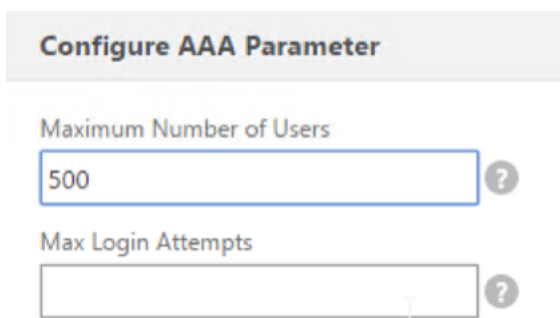 Configure AAA Parameter
Maximum Number of Users
500
?
Max Login Attempts
?